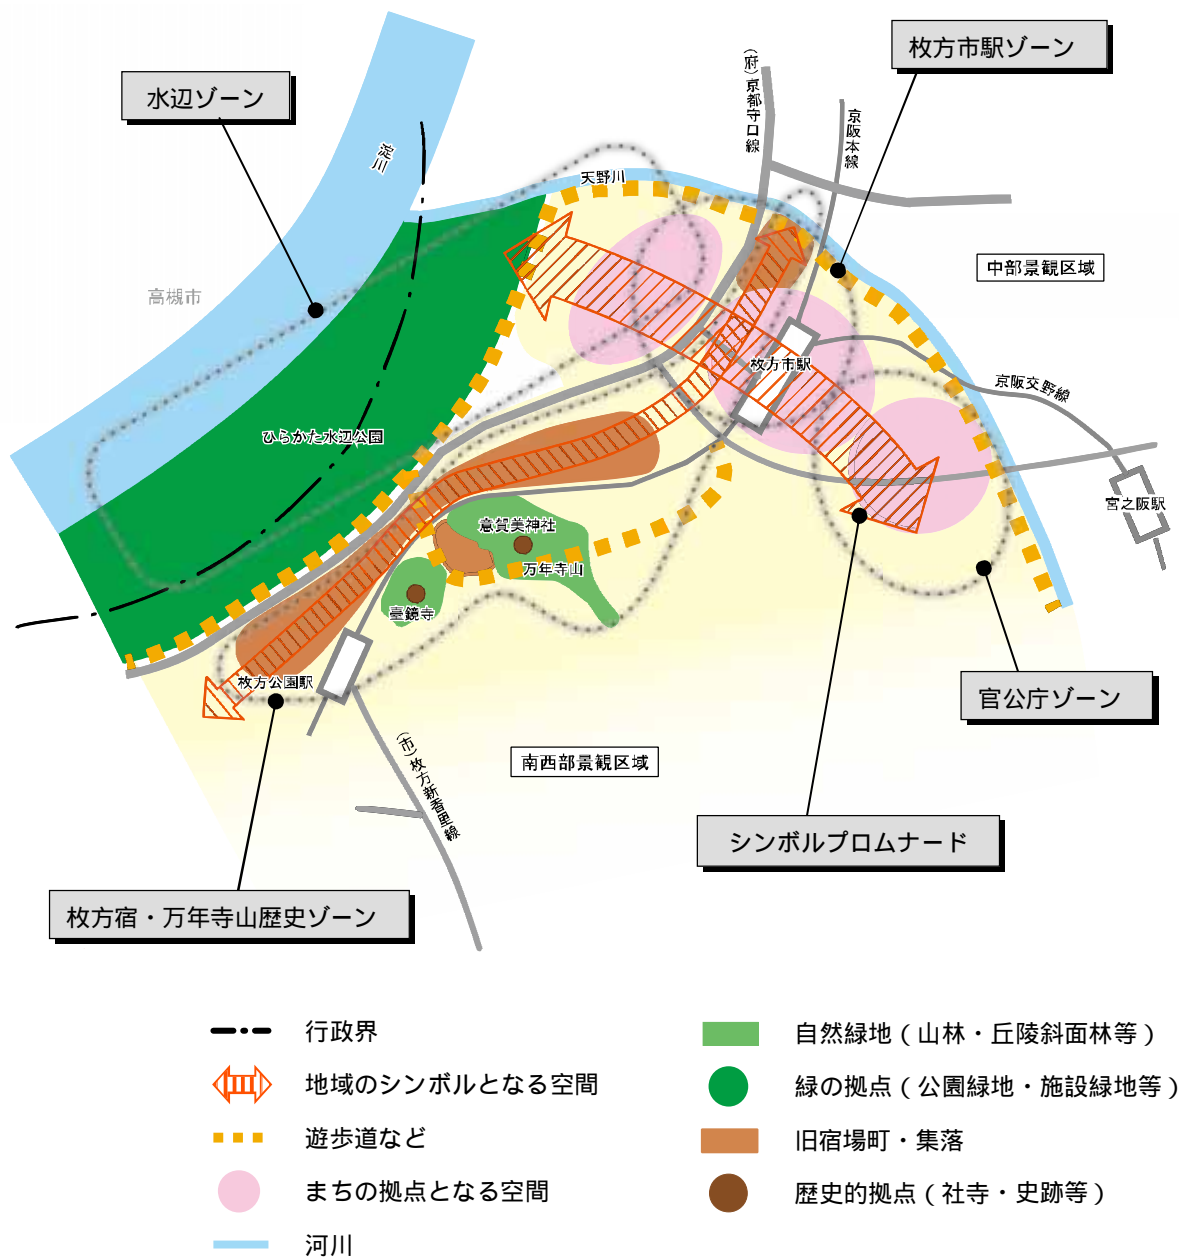 枚方市駅ゾーン
水辺ゾーン
(府)京都守口線
京阪本線
淀川
天野川
中部景観区域
高槻市
枚方市駅
京阪交野線
ひらかた水辺公園
宮之阪駅
意賀美神社
万年寺山
臺鏡寺
枚方公園駅
官公庁ゾーン
(市)枚方新香里線
南西部景観区域
シンボルプロムナード
枚方宿・万年寺山歴史ゾーン
行政界
地域のシンボルとなる空間
遊歩道など
まちの拠点となる空間
河川
自然緑地(山林・丘陵斜面林等)
緑の拠点(公園緑地・施設緑地等)
旧宿場町・集落
歴史的拠点(社寺・史跡等)